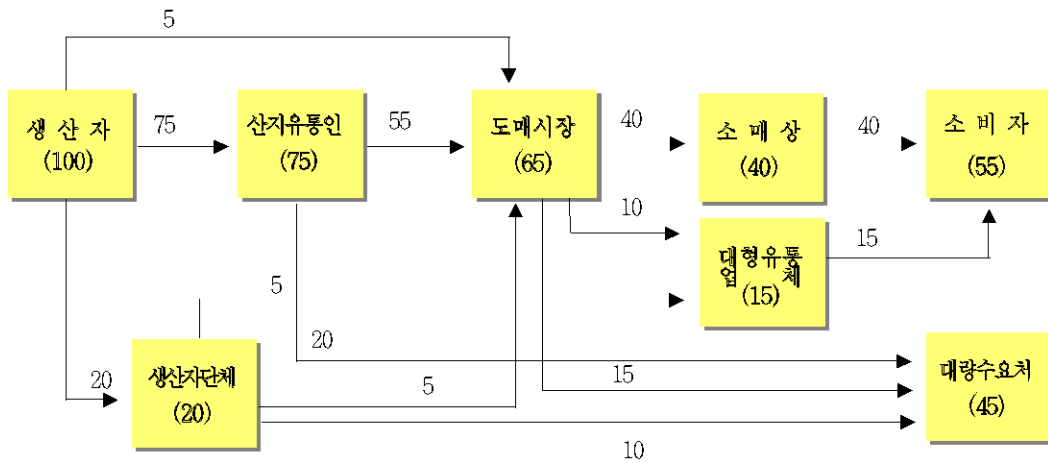 5
생 산 자
(100)
75
산지유통인
(75)
55
도매시장
(65)
40
소 매 상
(40)
40
소 비 자
(55)
10
대형유통
업 체
(15)
15
5
20
20
생산자단체
(20)
5
15
10
대량수요처
(45)